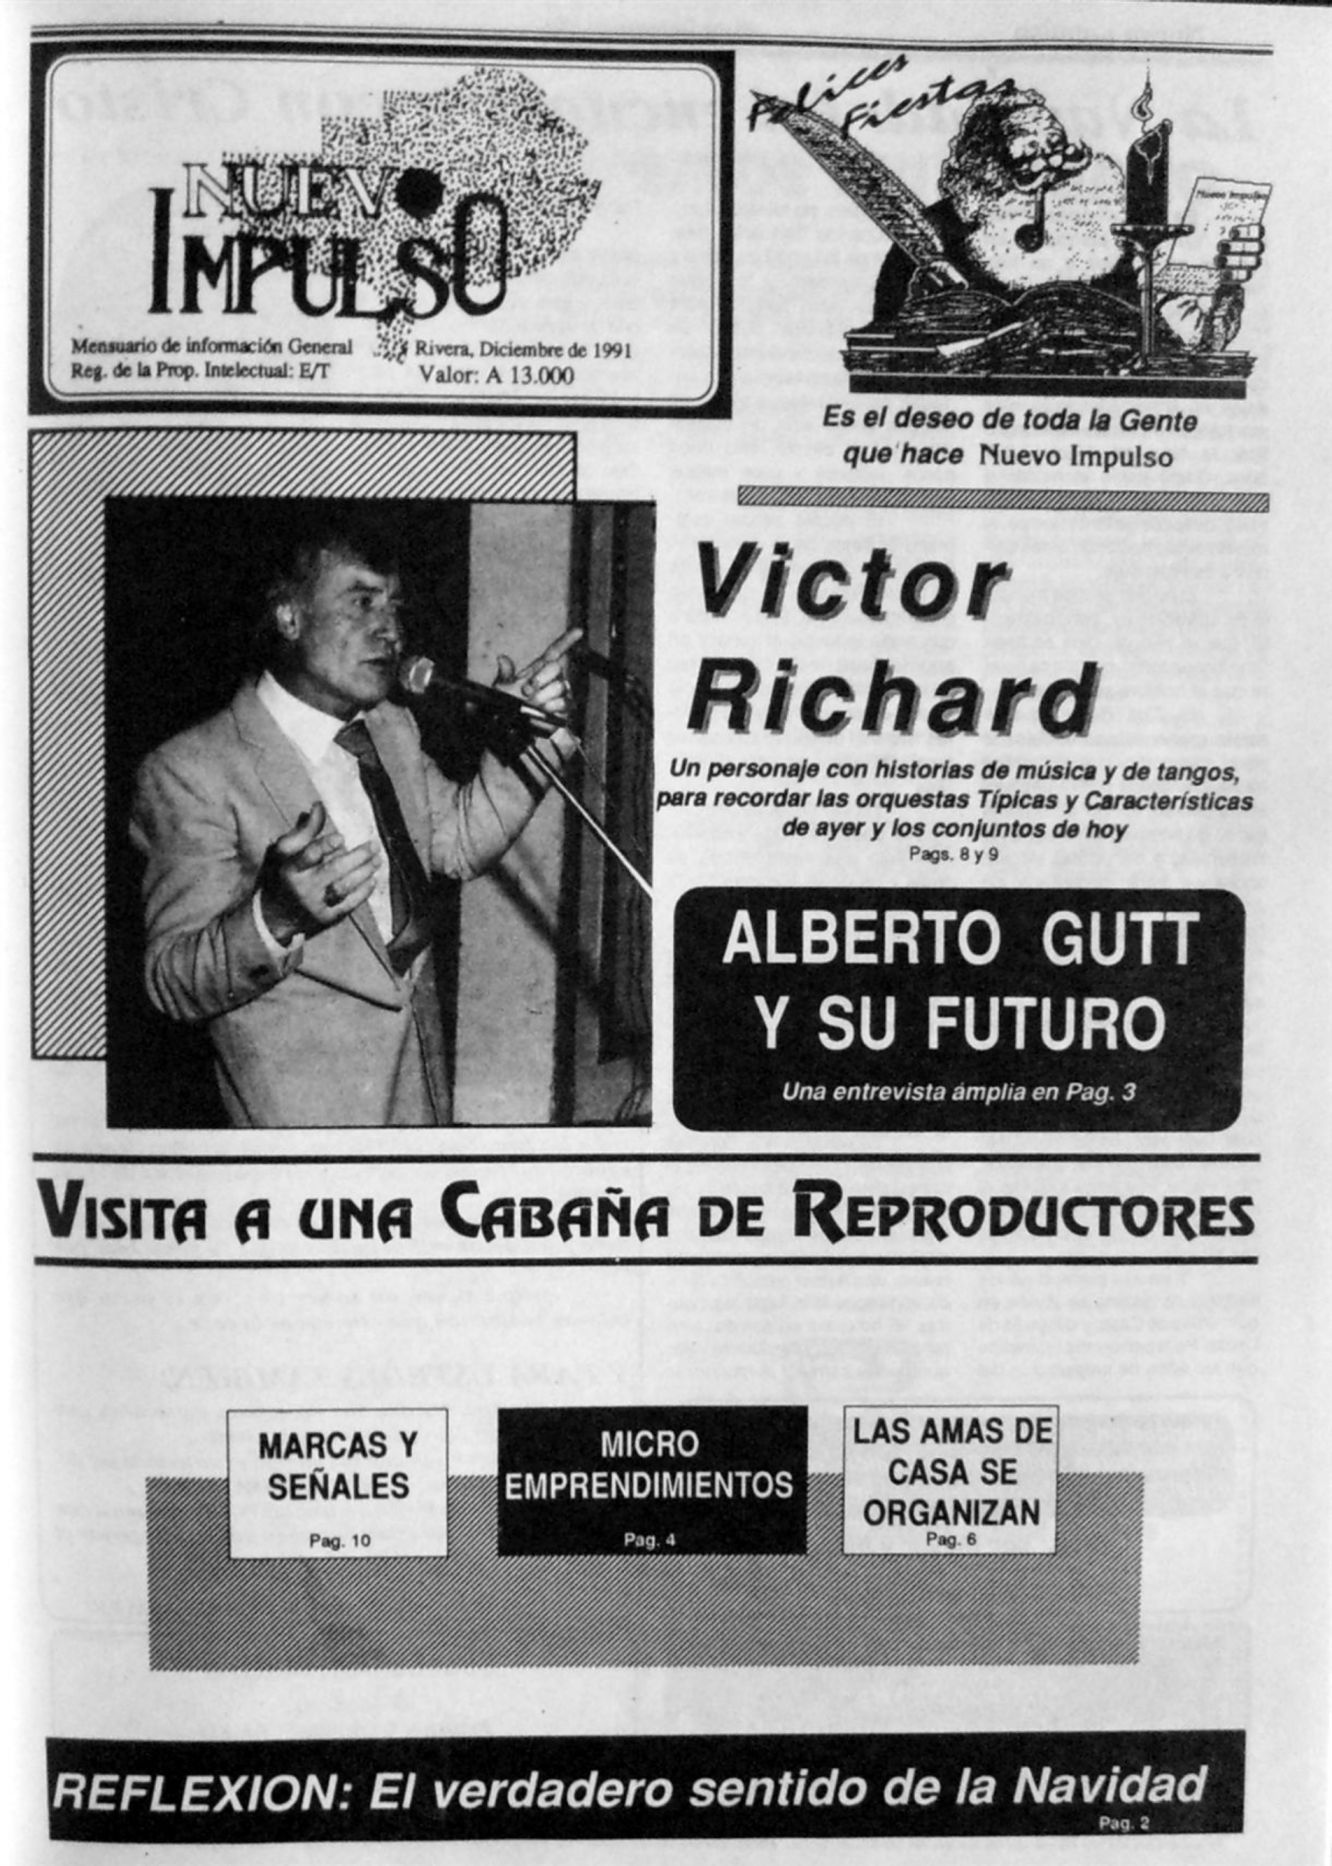 NUEVO
IMPULSO
Mensuario de información General
Rivera, Diciembre de 1991
Reg. de la Prop. Intelectual: E/T
Valor: A 13.000
Felices
Fiestas
Nuevo Impulso
Es el deseo de toda la Gente
que hace Nuevo Impulso
Victor
Richard
Un personaje con historias de música y de tangos,
para recordar las orquestas Típicas y Características
de ayer y los conjuntos de hoy
Pags. 8 y 9
ALBERTO GUTT
Y SU FUTURO
Una entrevista ámplia en Pag. 3
VISITA A UNA CABAÑA DE REPRODUCTORES
MARCAS Y
SEÑALES
Pag. 10
MICRO
EMPRENDIMIENTOS
Pag. 4
LAS AMAS DE
CASA SE
ORGANIZAN
Pag. 6
REFLEXION: El verdadero sentido de la Navidad
Pag. 2